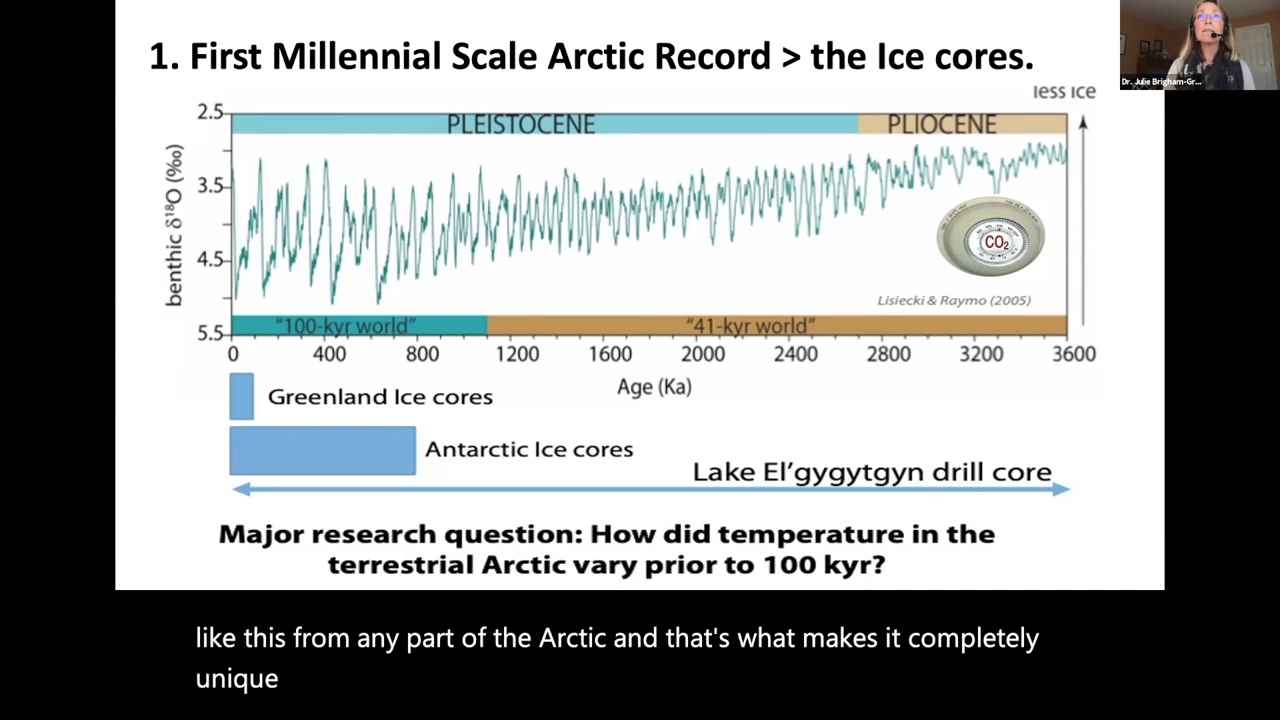 1. First Millennial Scale Arctic Record > the Ice cores.
Dr. Julie Brigham-Gr...
less ice
2.5
PLEISTOCENE
PLIOCENE
3.5
4.5
5.5
benthic δ¹⁸O (‰)
CO₂
Lisiecki & Raymo (2005)
"100-kyr world"
"41-kyr world"
0 400 800 1200 1600 2000 2400 2800 3200 3600
Age (Ka)
Greenland Ice cores
Antarctic Ice cores
Lake El’gygytgyn drill core
Major research question: How did temperature in the
terrestrial Arctic vary prior to 100 kyr?
like this from any part of the Arctic and that's what makes it completely
unique